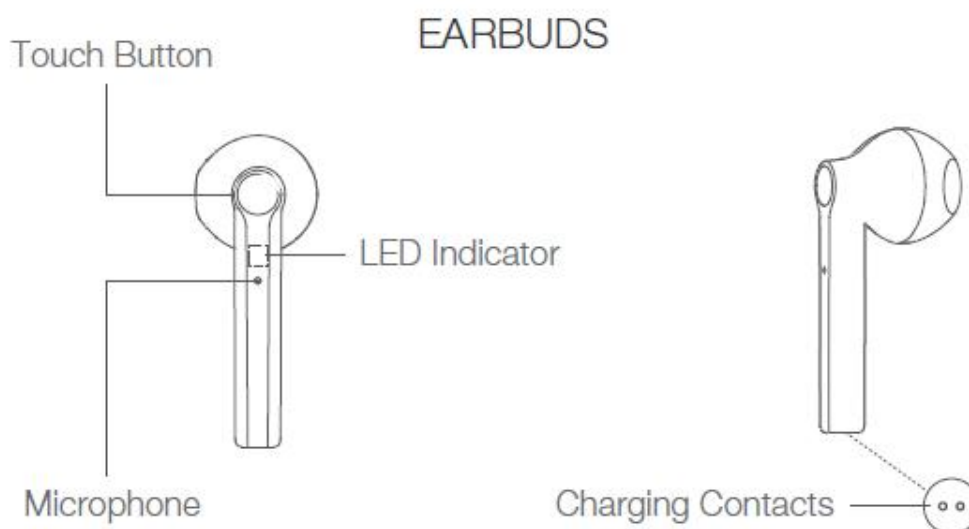 EARBUDS
Touch Button
LED Indicator
Microphone
Charging Contacts